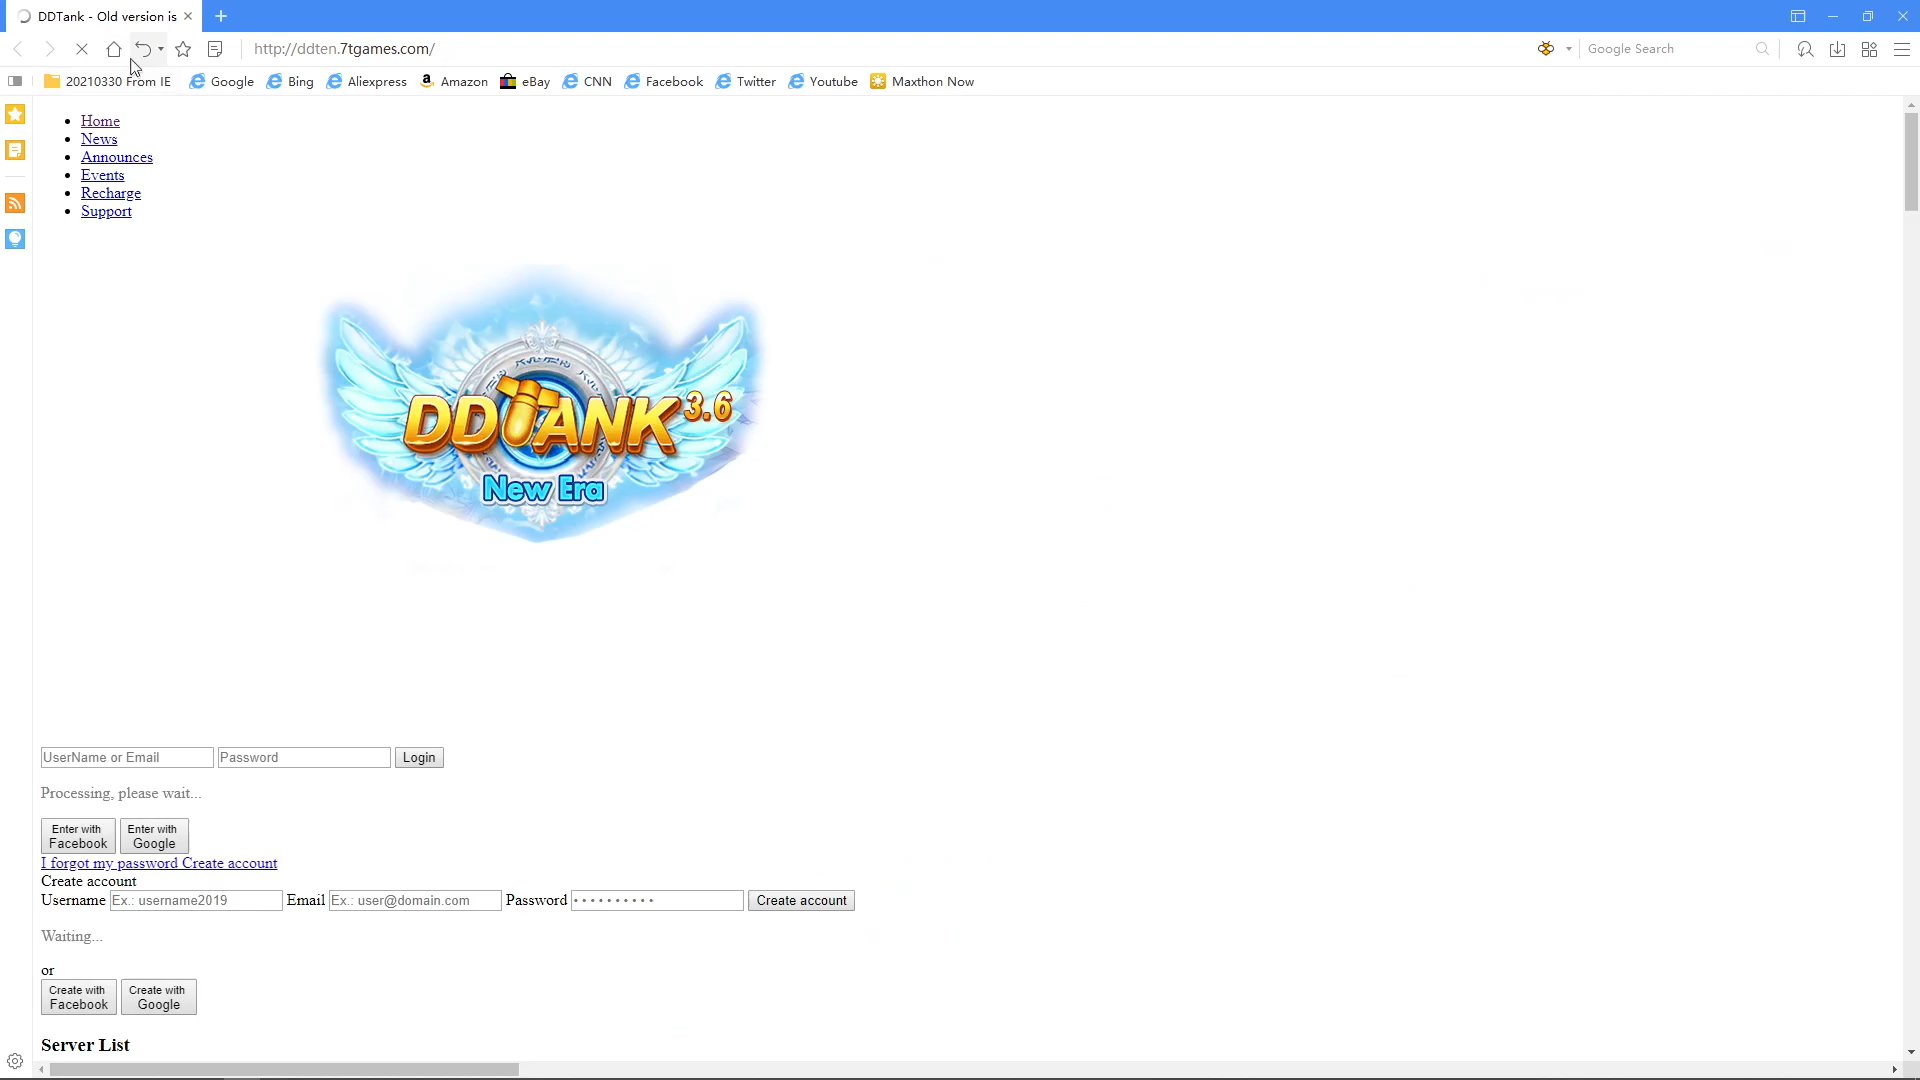 DDTank - Old version is
http://ddten.7tgames.com/
Google Search
20210330 From IE Google Bing Aliexpress Amazon eBay CNN Facebook Twitter Youtube Maxthon Now
Home
News
Announces
Events
Recharge
Support
DDTANK 3.6
New Era
UserName or Email Password Login
Processing, please wait...
Enter with Facebook Enter with Google
I forgot my password Create account
Create account
Username Ex.: username2019 Email Ex.: user@domain.com Password •••••••••• Create account
Waiting...
or
Create with Facebook Create with Google
Server List